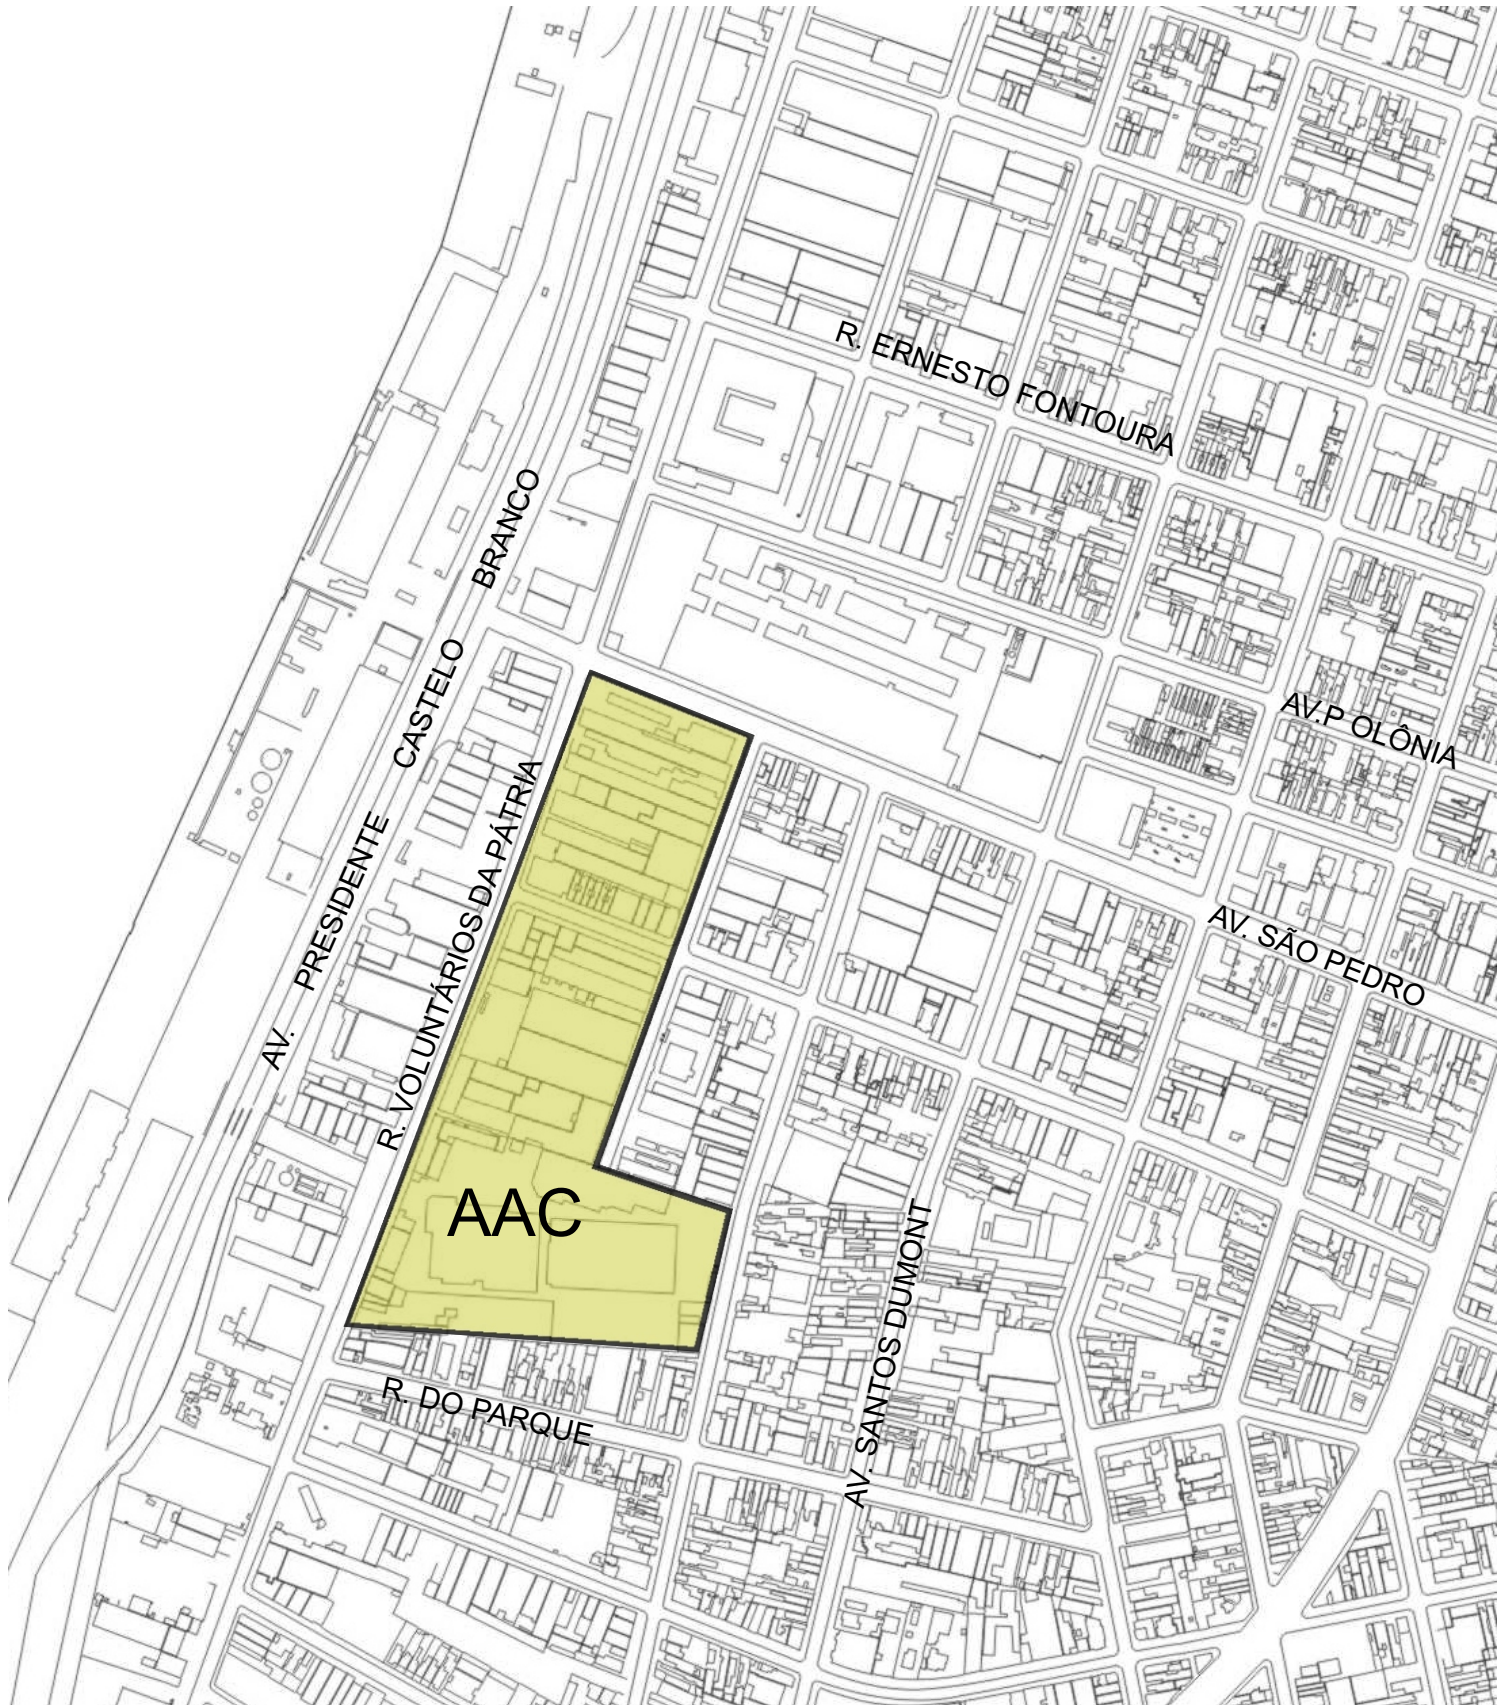 R. ERNESTO FONTOURA
AV. PRESIDENTE CASTELO BRANCO
AV.P OLÔNIA
R. VOLUNTÁRIOS DA PÁTRIA
AV. SÃO PEDRO
AAC
AV. SANTOS DUMONT
R. DO PARQUE